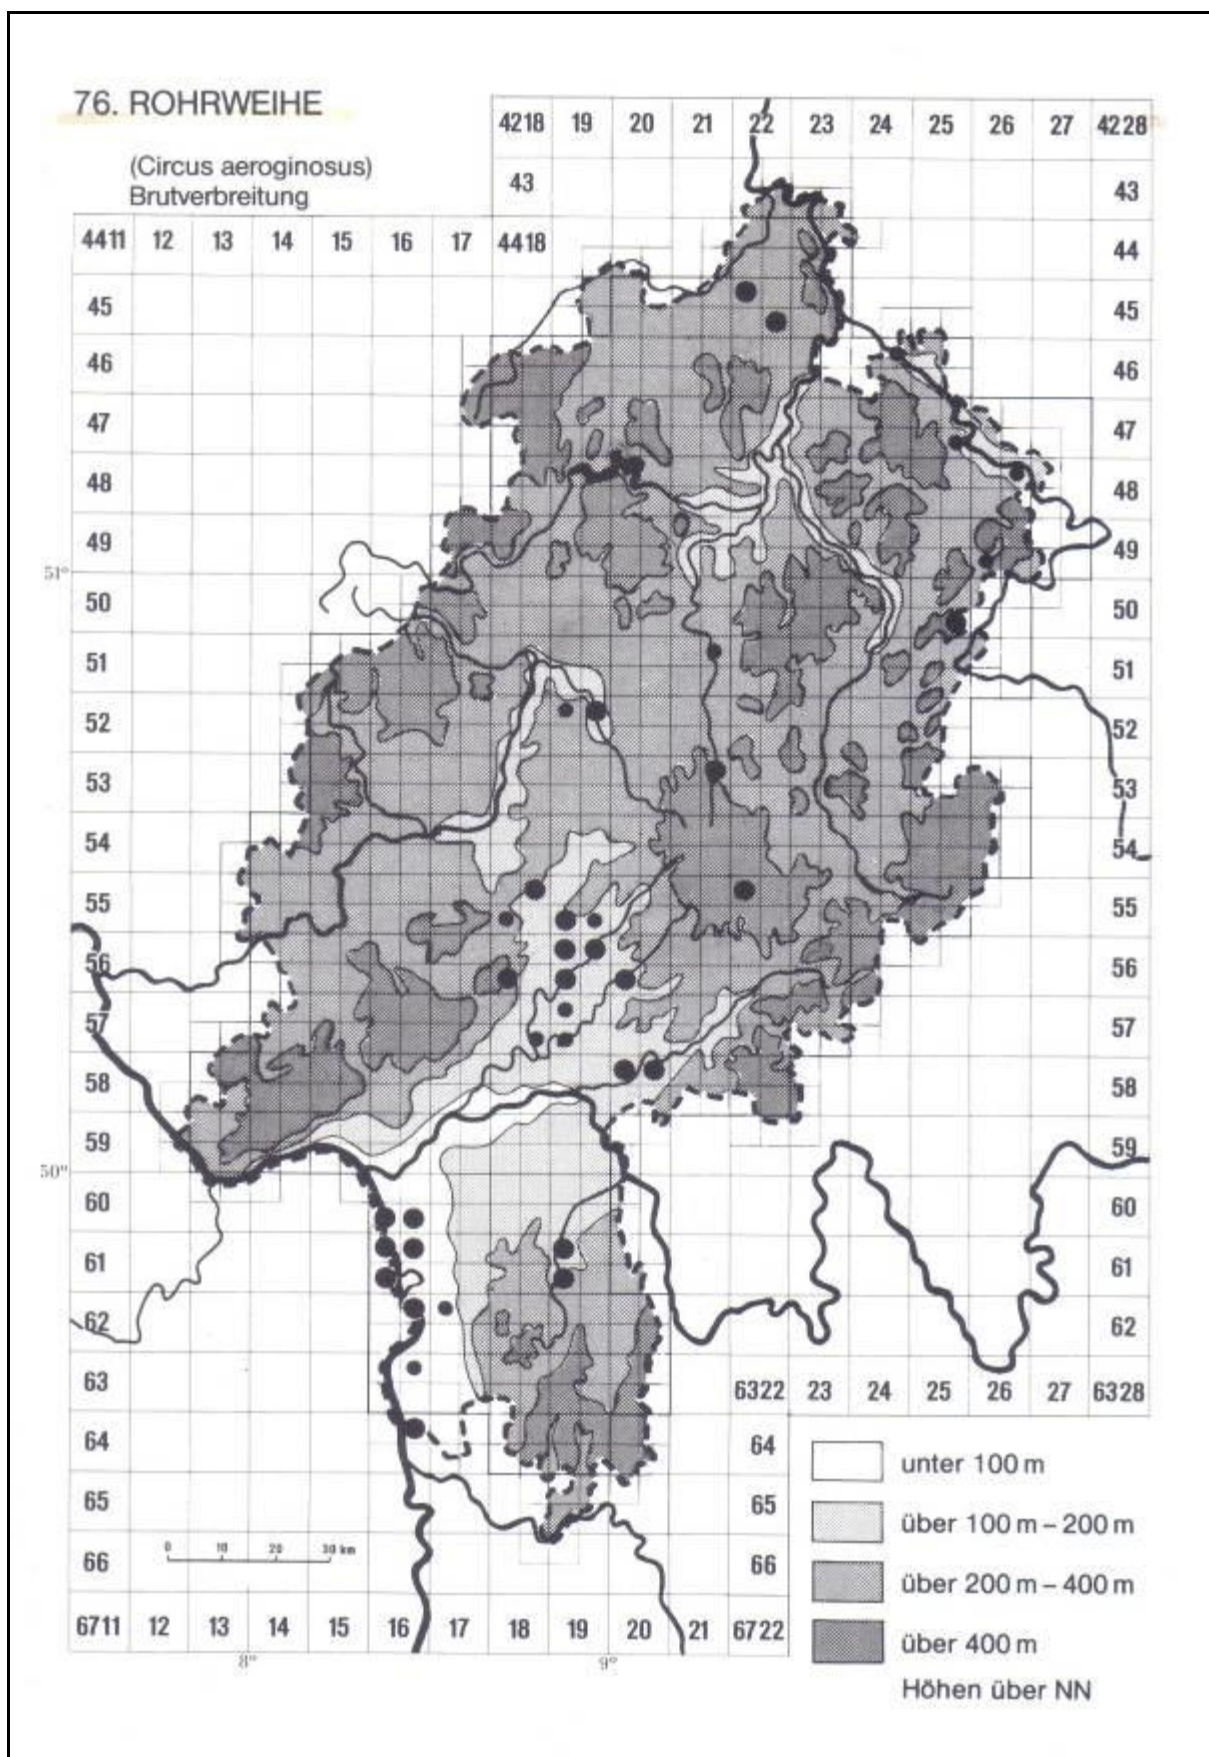 76. ROHRWEIHE
(Circus aeroginosus)
Brutverbreitung
4218 19 20 21 22 23 24 25 26 27 4228
43 43
4411 12 13 14 15 16 17 4418 44
45 45
46 46
47 47
48 48
49 49
51°
50 50
51 51
52 52
53 53
54 54
55 55
56 56
57 57
58 58
59 59
50°
60 60
61 61
62 62
63 6322 23 24 25 26 27 6328
64 64
65 65
66 66
0 10 20 30 km
6711 12 13 14 15 16 17 18 19 20 21 6722
8° 9°
unter 100 m
über 100 m – 200 m
über 200 m – 400 m
über 400 m
Höhen über NN